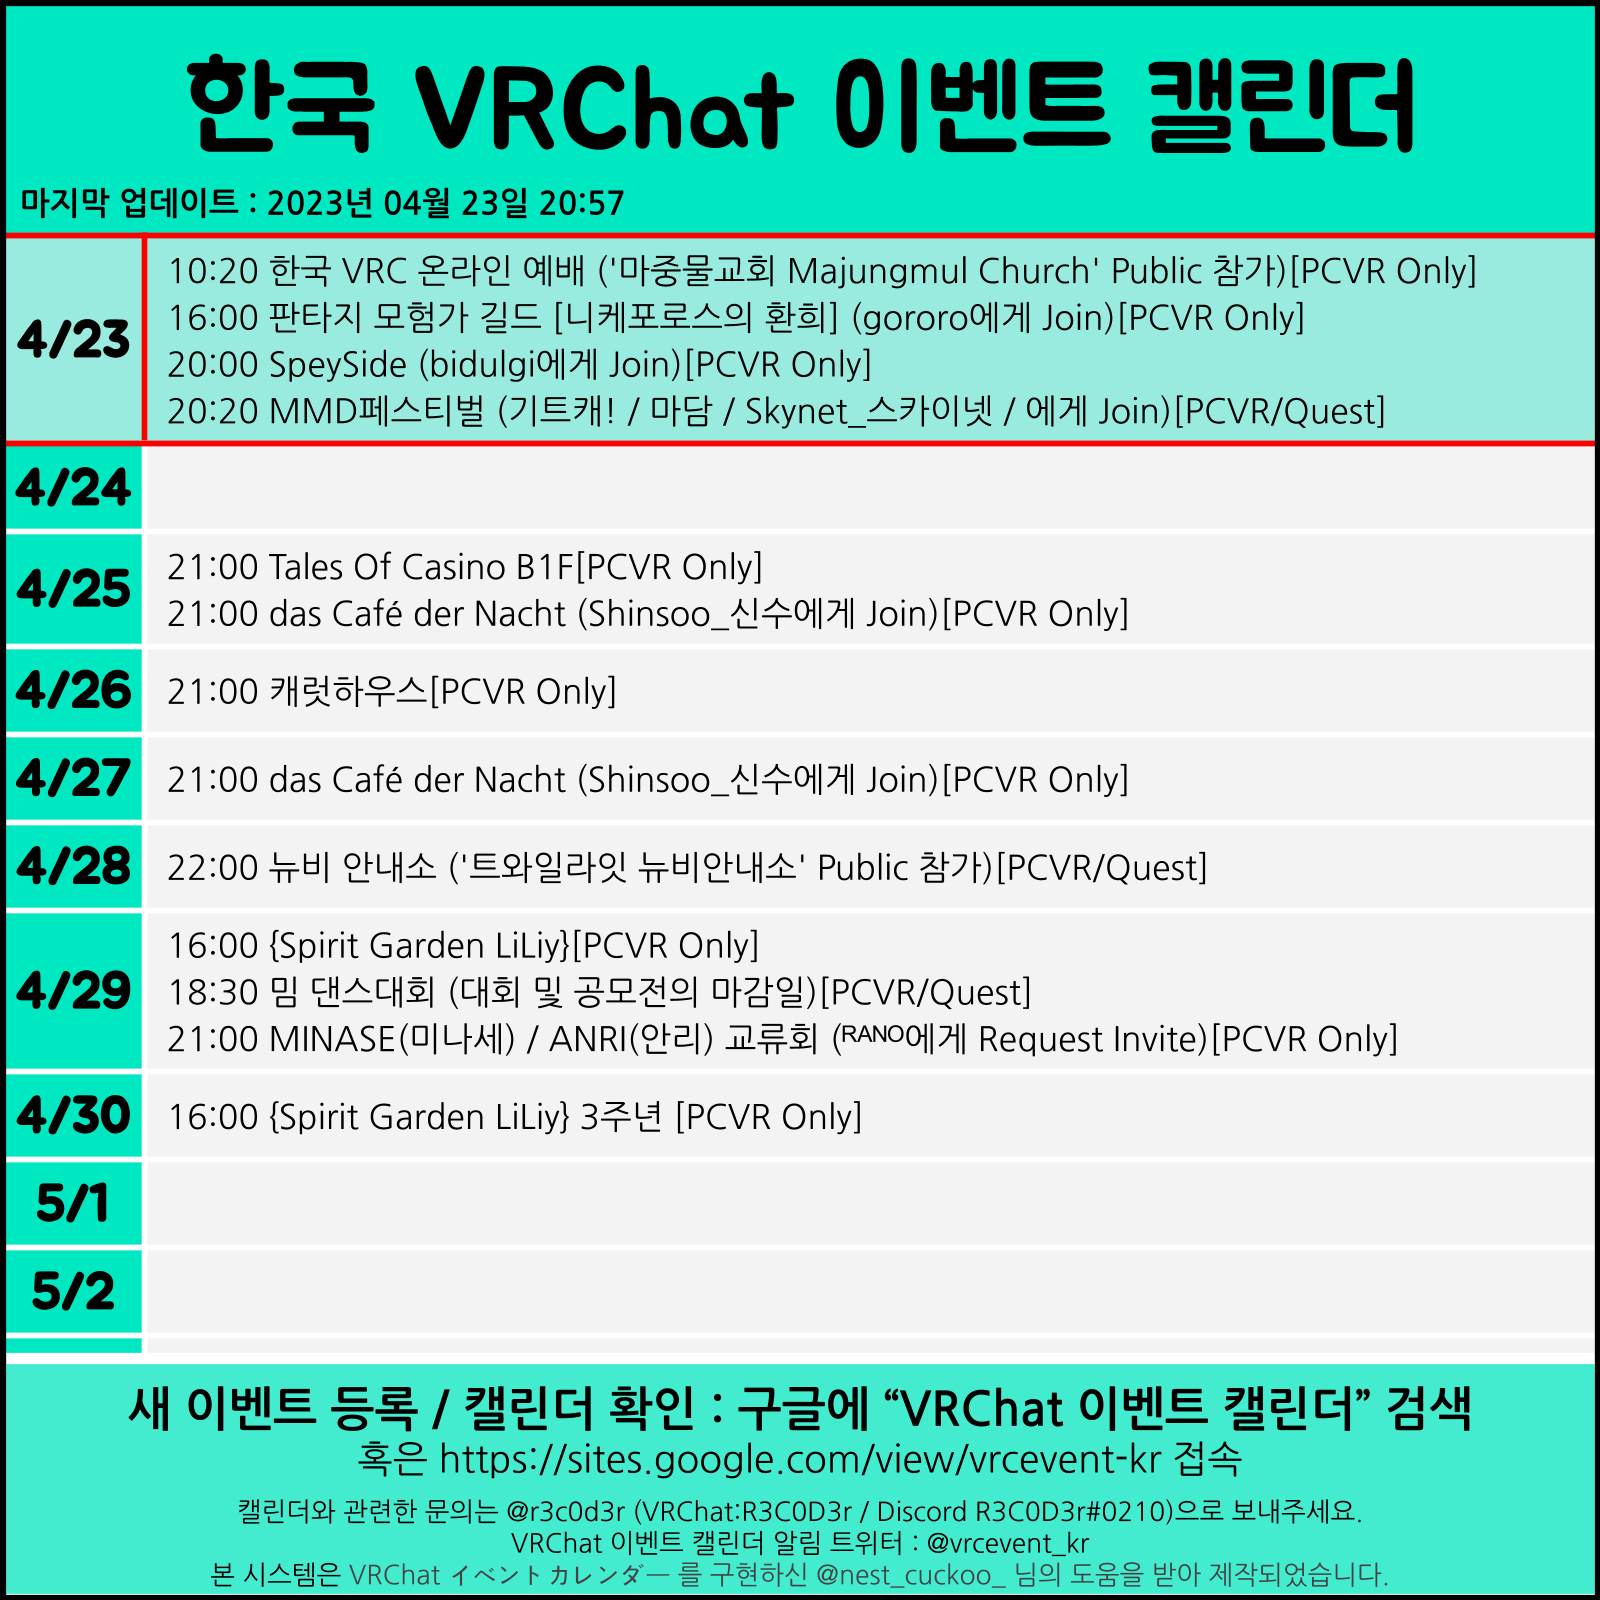 한국 VRChat 이벤트 캘린더
마지막 업데이트 : 2023년 04월 23일 20:57
4/23
10:20 한국 VRC 온라인 예배 ('마중물교회 Majungmul Church' Public 참가)[PCVR Only]
16:00 판타지 모험가 길드 [니케포로스의 환희] (gororo에게 Join)[PCVR Only]
20:00 SpeySide (bidulgi에게 Join)[PCVR Only]
20:20 MMD페스티벌 (기트캐! / 마담 / Skynet_스카이넷 / 에게 Join)[PCVR/Quest]
4/24
4/25
21:00 Tales Of Casino B1F[PCVR Only]
21:00 das Café der Nacht (Shinsoo_신수에게 Join)[PCVR Only]
4/26
21:00 캐럿하우스[PCVR Only]
4/27
21:00 das Café der Nacht (Shinsoo_신수에게 Join)[PCVR Only]
4/28
22:00 뉴비 안내소 ('트와일라잇 뉴비안내소' Public 참가)[PCVR/Quest]
4/29
16:00 {Spirit Garden LiLiy}[PCVR Only]
18:30 밈 댄스대회 (대회 및 공모전의 마감일)[PCVR/Quest]
21:00 MINASE(미나세) / ANRI(안리) 교류회 (ᴿᴬᴺᴼ에게 Request Invite)[PCVR Only]
4/30
16:00 {Spirit Garden LiLiy} 3주년 [PCVR Only]
5/1
5/2
새 이벤트 등록 / 캘린더 확인 : 구글에 “VRChat 이벤트 캘린더” 검색
혹은 https://sites.google.com/view/vrcevent-kr 접속
캘린더와 관련한 문의는 @r3c0d3r (VRChat:R3C0D3r / Discord R3C0D3r#0210)으로 보내주세요.
VRChat 이벤트 캘린더 알림 트위터 : @vrcevent_kr
본 시스템은 VRChat イベントカレンダー 를 구현하신 @nest_cuckoo_ 님의 도움을 받아 제작되었습니다.